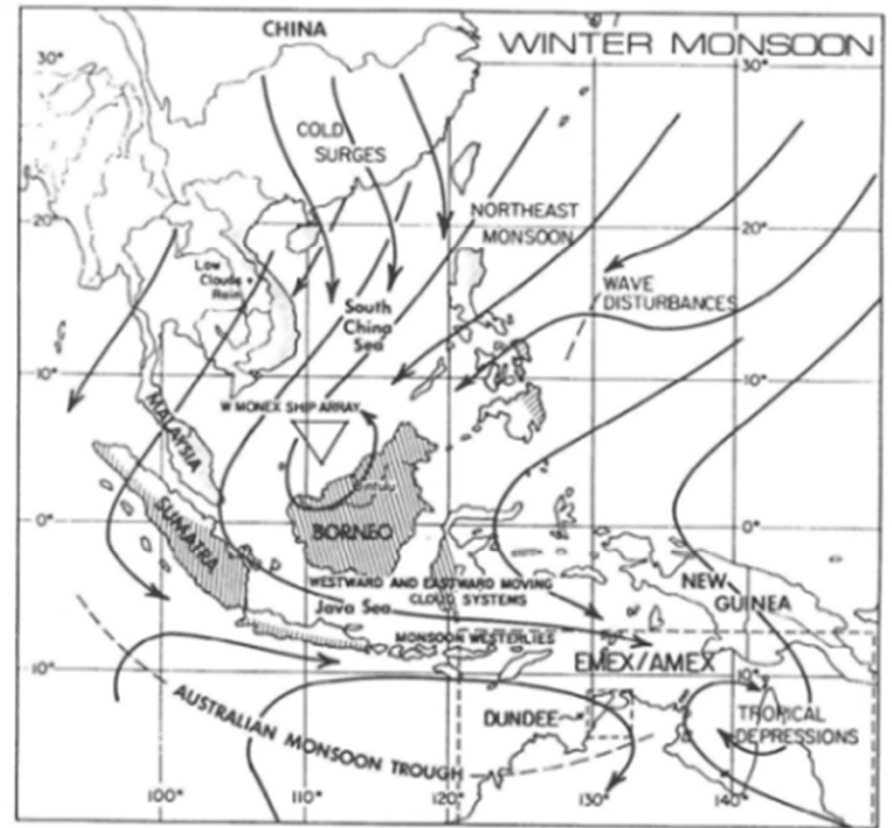 CHINA
WINTER MONSOON
30°
30°
COLD
SURGES
NORTHEAST
MONSOON
20°
20°
Low
Clouds +
Rain
South
China
Sea
WAVE
DISTURBANCES
10°
10°
W MONEX SHIP ARRAY
MALAYSIA
SUMATRA
Bintulu
BORNEO
0°
0°
WESTWARD AND EASTWARD MOVING
CLOUD SYSTEMS
Java Sea
NEW
GUINEA
MONSOON WESTERLIES
EMEX/AMEX
10°
10°
AUSTRALIAN MONSOON TROUGH
DUNDEE
TROPICAL
DEPRESSIONS
100°
110°
120°
130°
140°